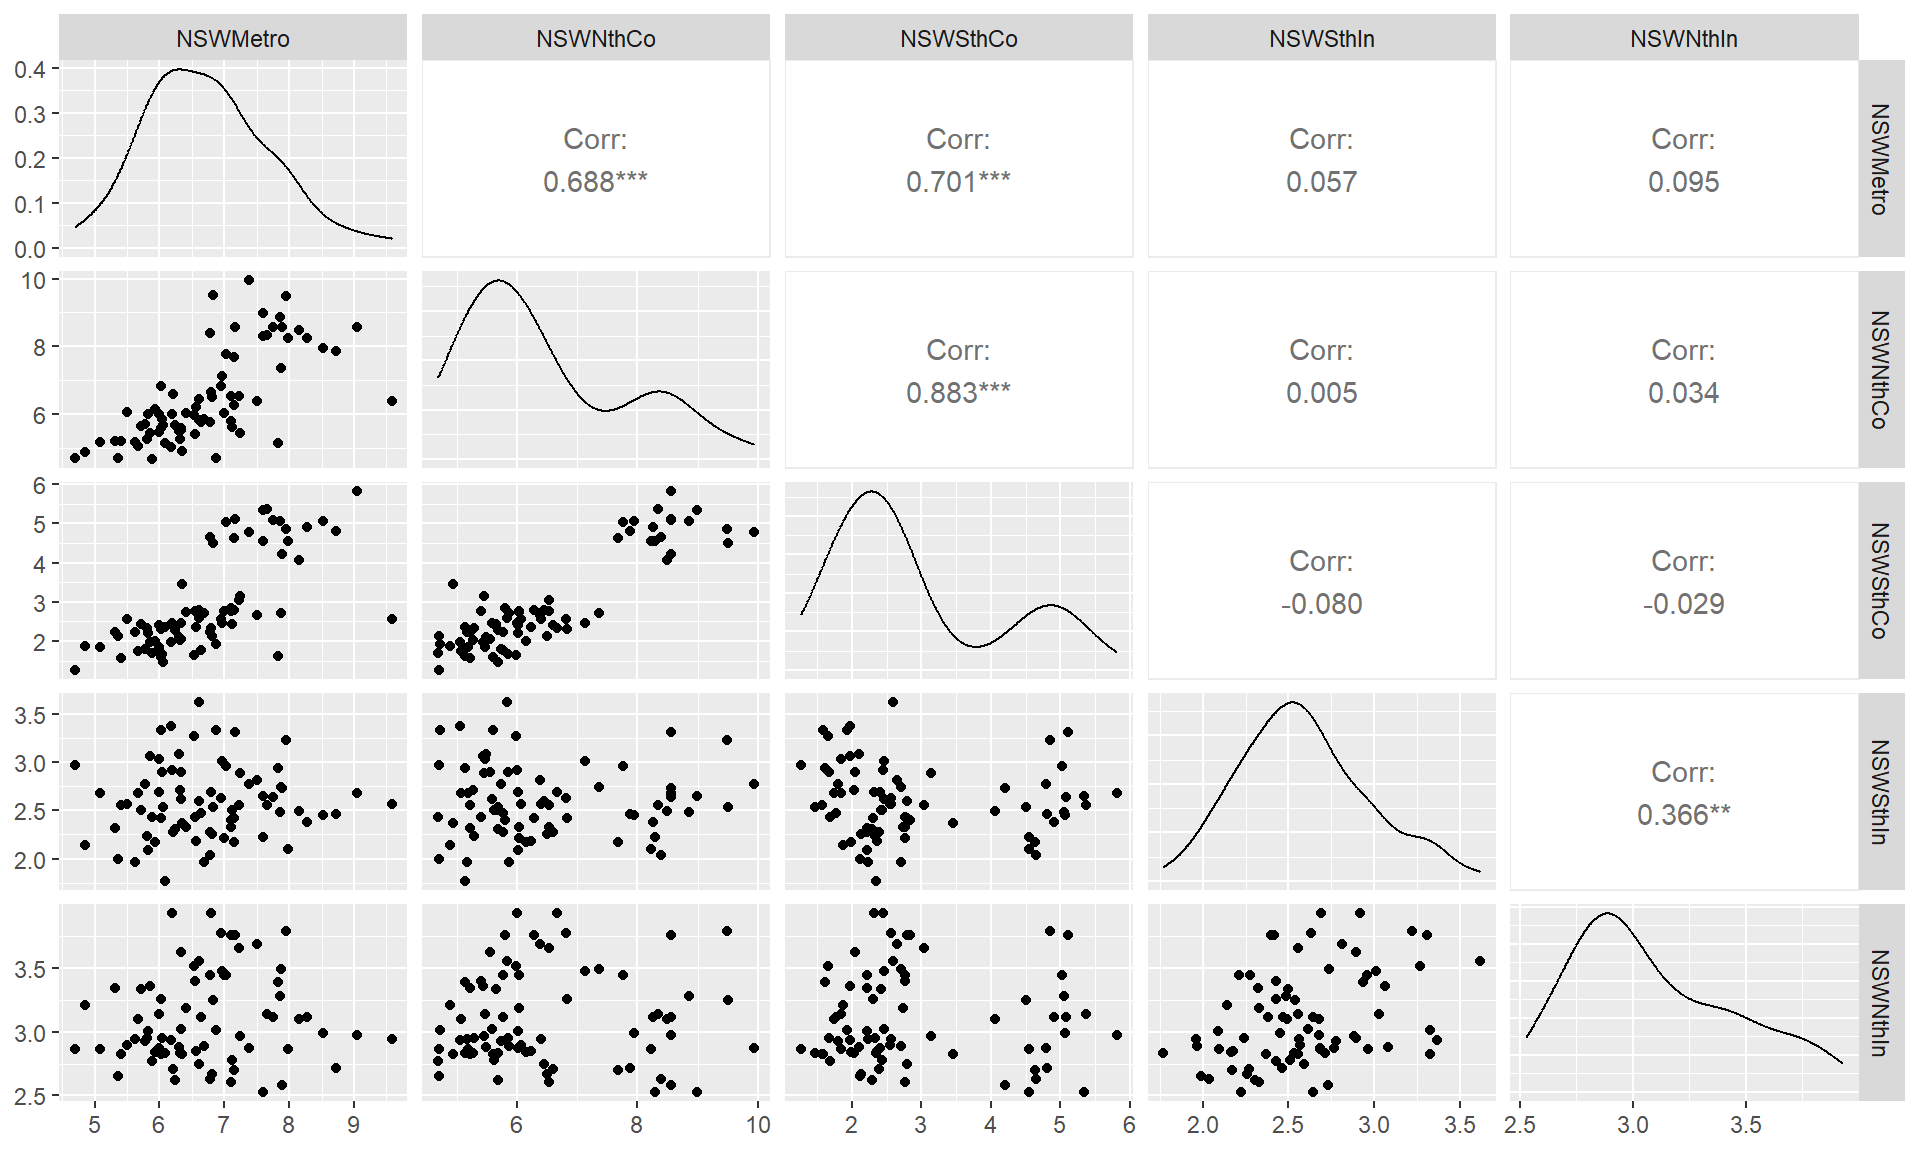 NSWMetro
NSWNthCo
NSWSthCo
NSWSthIn
NSWNthIn
0.4
0.3
0.2
0.1
0.0
Corr:
0.688***
Corr:
0.701***
Corr:
0.057
Corr:
0.095
NSWMetro
10
8
6
Corr:
0.883***
Corr:
0.005
Corr:
0.034
NSWNthCo
6
5
4
3
2
Corr:
-0.080
Corr:
-0.029
NSWSthCo
3.5
3.0
2.5
2.0
Corr:
0.366**
NSWSthIn
3.5
3.0
2.5
NSWNthIn
5 6 7 8 9
6 8 10
2 3 4 5 6
2.0 2.5 3.0 3.5
2.5 3.0 3.5